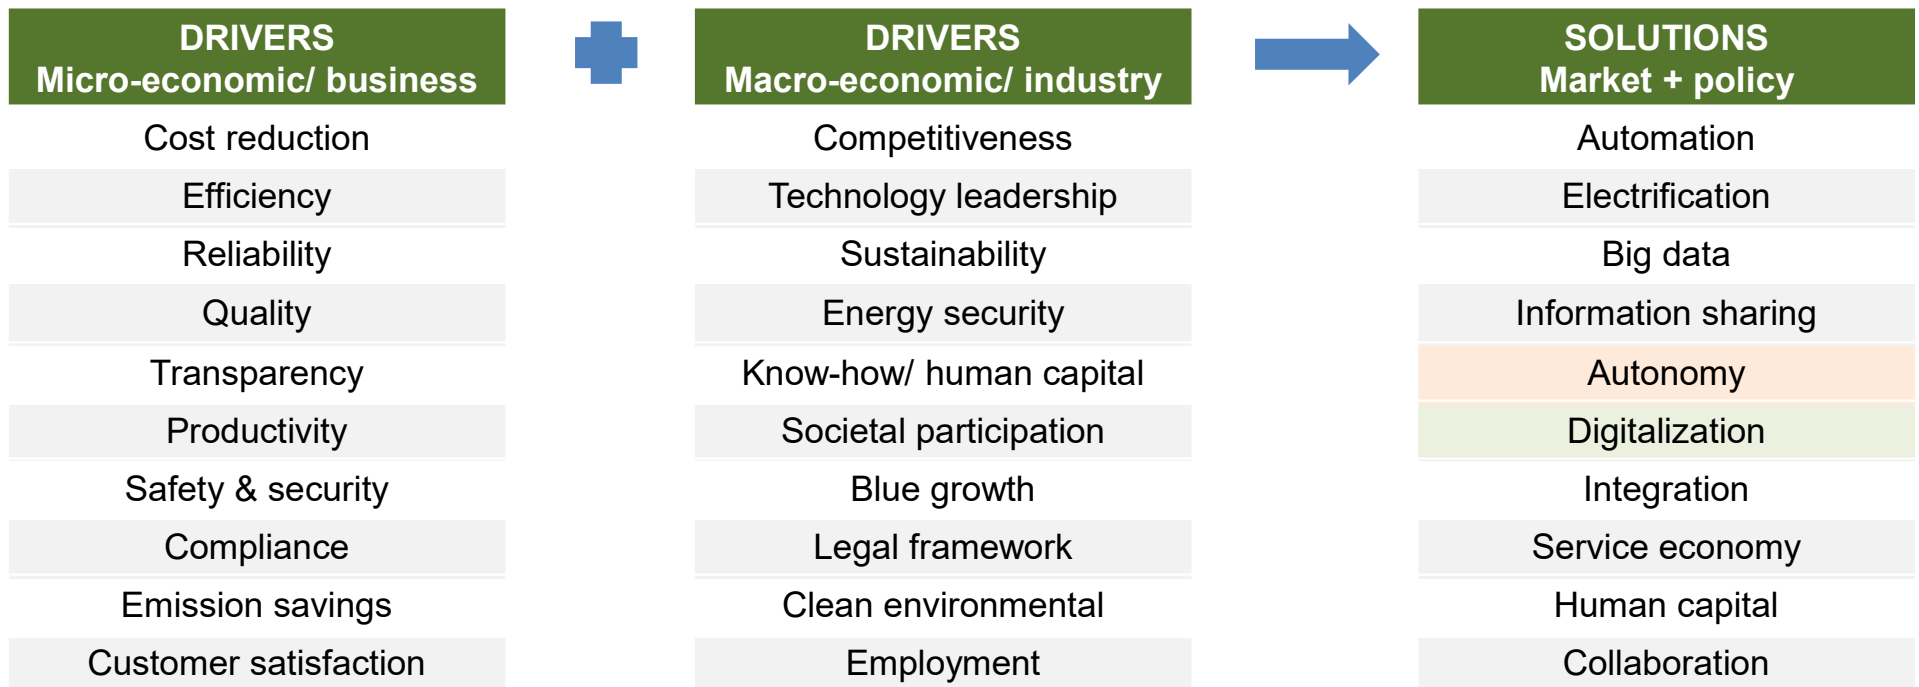 DRIVERS
Micro-economic/ business
Cost reduction
Efficiency
Reliability
Quality
Transparency
Productivity
Safety & security
Compliance
Emission savings
Customer satisfaction
DRIVERS
Macro-economic/ industry
Competitiveness
Technology leadership
Sustainability
Energy security
Know-how/ human capital
Societal participation
Blue growth
Legal framework
Clean environmental
Employment
SOLUTIONS
Market + policy
Automation
Electrification
Big data
Information sharing
Autonomy
Digitalization
Integration
Service economy
Human capital
Collaboration